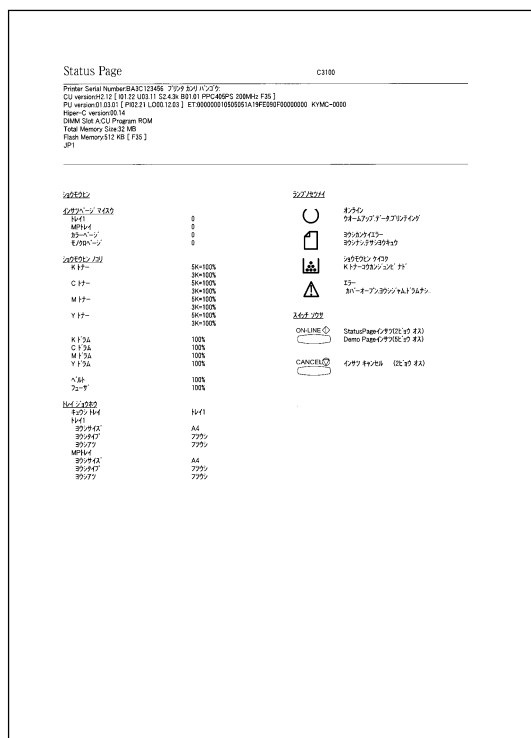 Status Page C3100
Printer Serial Number:BA3C123456 プリンタ カンリ バンゴウ:
CU version:H2.12 [ I01.22 U03.11 S2.4.3k B01.01 PPC405PS 200MHz F35 ]
PU version:01.03.01 [ PI02.21 LO00.12.03 ] ET:000000010505051A19FE090F00000000 KYMC-0000
Hiper-C version:00.14
DIMM Slot A:CU Program ROM
Total Memory Size:32 MB
Flash Memory:512 KB [ F35 ]
JP1
ショウモウヒン
インサツページ マイスウ
トレイ1 0
MPトレイ 0
カラーページ 0
モノクロページ 0
ショウモウヒン ノコリ
K トナー 5K=100%
3K=100%
C トナー 5K=100%
3K=100%
M トナー 5K=100%
3K=100%
Y トナー 5K=100%
3K=100%
K ドラム 100%
C ドラム 100%
M ドラム 100%
Y ドラム 100%
ベルト 100%
フューザ 100%
トレイ ジョウホウ
キュウシ トレイ トレイ1
トレイ1
ヨウシサイズ A4
ヨウシタイプ フツウシ
ヨウシアツ フツウシ
MPトレイ
ヨウシサイズ A4
ヨウシタイプ フツウシ
ヨウシアツ フツウシ
ランプノセツメイ
オンライン
ウオームアップ,データ,プリンティング
ヨウシカンケイエラー
ヨウシナシ,テサシヨウキュウ
ショウモウヒン ケイコク
K トナーコウカンジュンビ ナド
エラー
カバーオープン,ヨウシジャム,ドラムナシ.
スイッチ ソウサ
ON-LINE StatusPageインサツ(2ビョウ オス)
Demo Pageインサツ(5ビョウ オス)
CANCEL インサツ キャンセル (2ビョウ オス)